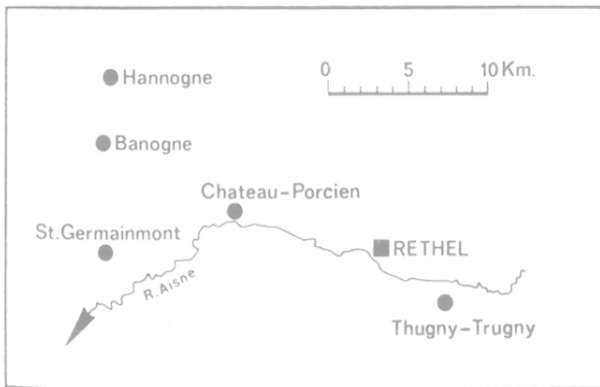 0 5 10 Km.
Hannogne
Banogne
Chateau-Porcien
St. Germainmont
RETHEL
R. Aisne
Thugny-Trugny